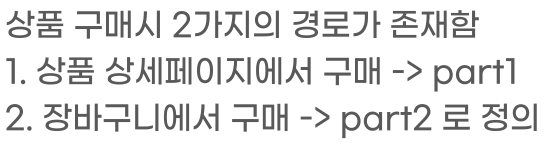 상품 구매시 2가지의 경로가 존재함
1. 상품 상세페이지에서 구매 -> part1
2. 장바구니에서 구매 -> part2 로 정의